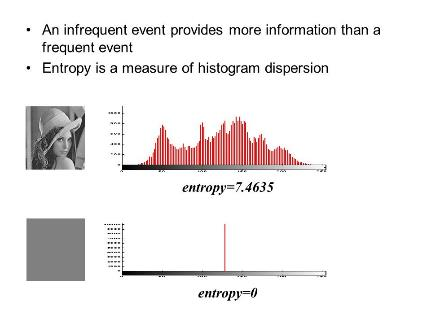 • An infrequent event provides more information than a
frequent event
• Entropy is a measure of histogram dispersion
entropy=7.4635
entropy=0